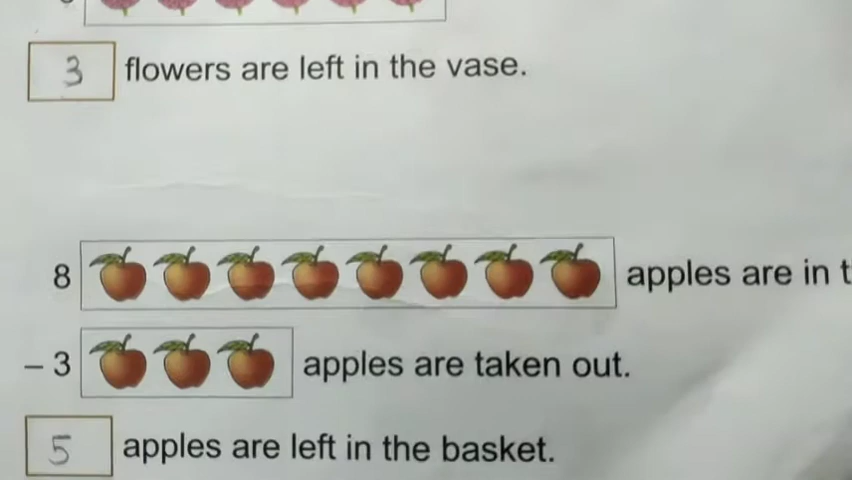 3 flowers are left in the vase.
8 apples are in t
– 3 apples are taken out.
5 apples are left in the basket.